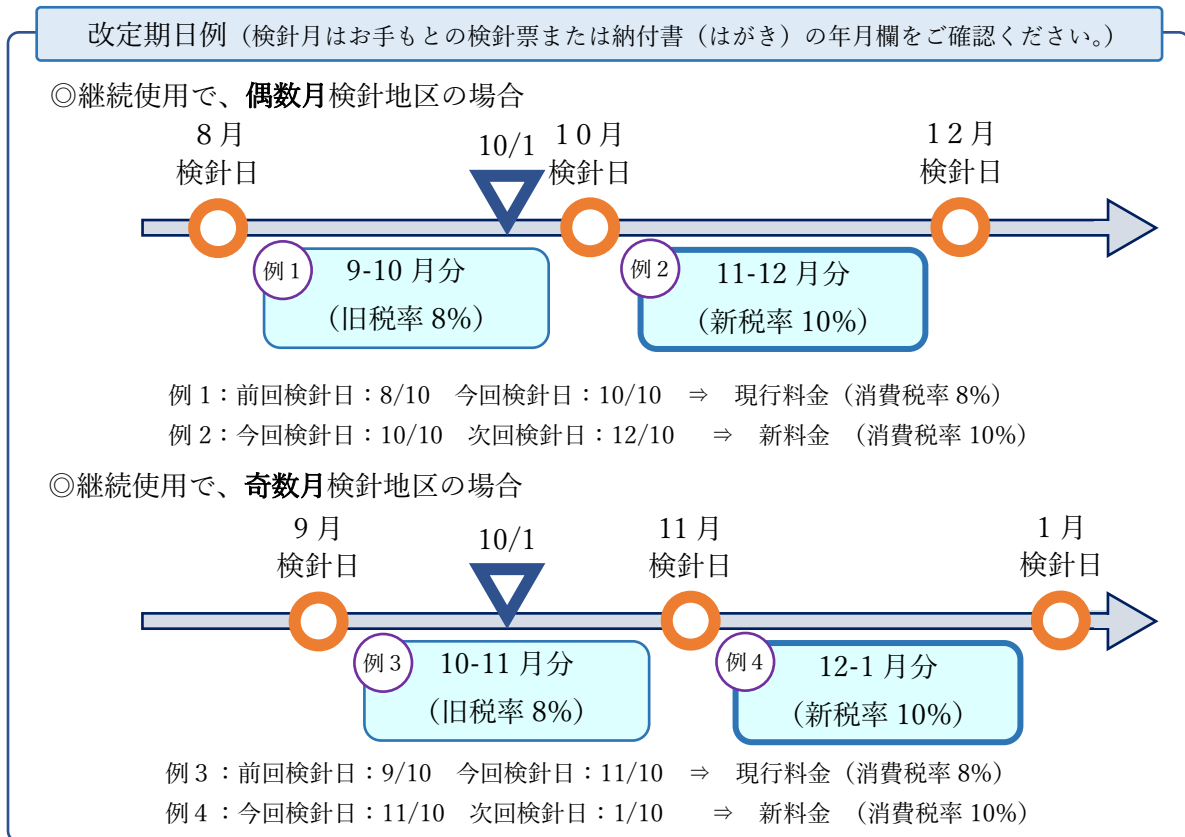 改定期日例（検針月はお手もとの検針票または納付書（はがき）の年月欄をご確認ください。）
◎継続使用で、偶数月検針地区の場合
8 月
検針日
10/1
１０月
検針日
１２月
検針日
例１
9-10 月分
（旧税率 8%）
例２
11-12 月分
（新税率 10%）
例１：前回検針日：8/10　今回検針日：10/10　⇒　現行料金（消費税率 8%）
例２：今回検針日：10/10　次回検針日：12/10　⇒　新料金　（消費税率 10%）
◎継続使用で、奇数月検針地区の場合
9 月
検針日
10/1
11 月
検針日
1 月
検針日
例３
10-11 月分
（旧税率 8%）
例４
12-1 月分
（新税率 10%）
例３：前回検針日：9/10　今回検針日：11/10　⇒　現行料金（消費税率 8%）
例４：今回検針日：11/10　次回検針日：1/10　⇒　新料金　（消費税率 10%）